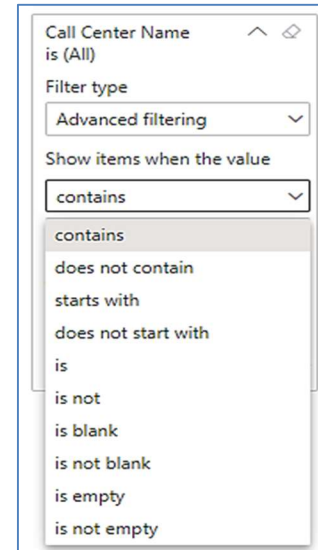 Call Center Name
is (All)
Filter type
Advanced filtering
Show items when the value
contains
contains
does not contain
starts with
does not start with
is
is not
is blank
is not blank
is empty
is not empty